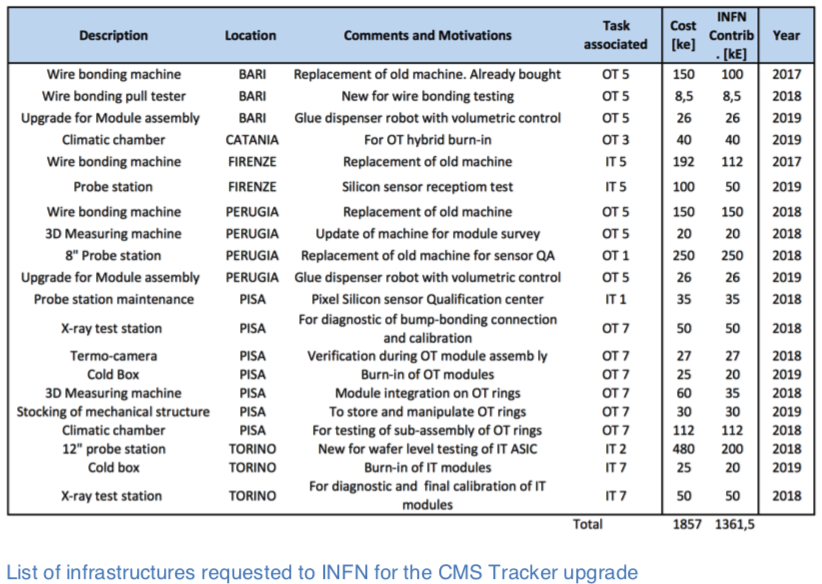 Description Location Comments and Motivations Task associated Cost [ke] INFN Contrib . [kE] Year
Wire bonding machine BARI Replacement of old machine. Already bought OT 5 150 100 2017
Wire bonding pull tester BARI New for wire bonding testing OT 5 8,5 8,5 2018
Upgrade for Module assembly BARI Glue dispenser robot with volumetric control OT 5 26 26 2019
Climatic chamber CATANIA For OT hybrid burn-in OT 3 40 40 2019
Wire bonding machine FIRENZE Replacement of old machine IT 5 192 112 2017
Probe station FIRENZE Silicon sensor receptiom test IT 5 100 50 2019
Wire bonding machine PERUGIA Replacement of old machine OT 5 150 150 2018
3D Measuring machine PERUGIA Update of machine for module survey OT 5 20 20 2018
8" Probe station PERUGIA Replacement of old machine for sensor QA OT 1 250 250 2018
Upgrade for Module assembly PERUGIA Glue dispenser robot with volumetric control OT 5 26 26 2019
Probe station maintenance PISA Pixel Silicon sensor Qualification center IT 1 35 35 2018
X-ray test station PISA For diagnostic of bump-bonding connection and calibration OT 7 50 50 2018
Termo-camera PISA Verification during OT module assemb ly OT 7 27 27 2018
Cold Box PISA Burn-in of OT modules OT 7 25 20 2019
3D Measuring machine PISA Module integration on OT rings OT 7 60 35 2018
Stocking of mechanical structure PISA To store and manipulate OT rings OT 7 30 30 2019
Climatic chamber PISA For testing of sub-assembly of OT rings OT 7 112 112 2018
12" probe station TORINO New for wafer level testing of IT ASIC IT 2 480 200 2018
Cold box TORINO Burn-in of IT modules IT 7 25 20 2019
X-ray test station TORINO For diagnostic and final calibration of IT modules IT 7 50 50 2018
Total 1857 1361,5
List of infrastructures requested to INFN for the CMS Tracker upgrade